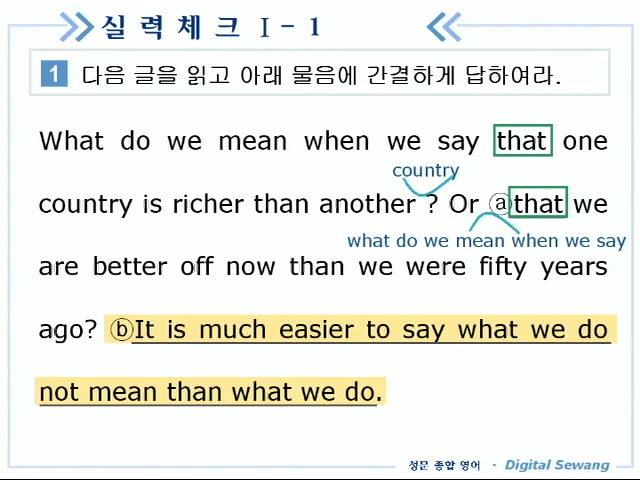 실력체크 I - 1
1 다음 글을 읽고 아래 물음에 간결하게 답하여라.
What do we mean when we say that one
country
country is richer than another ? Or ⓐthat we
what do we mean when we say
are better off now than we were fifty years
ago? ⓑIt is much easier to say what we do
not mean than what we do.
성문 종합 영어 · Digital Sewang